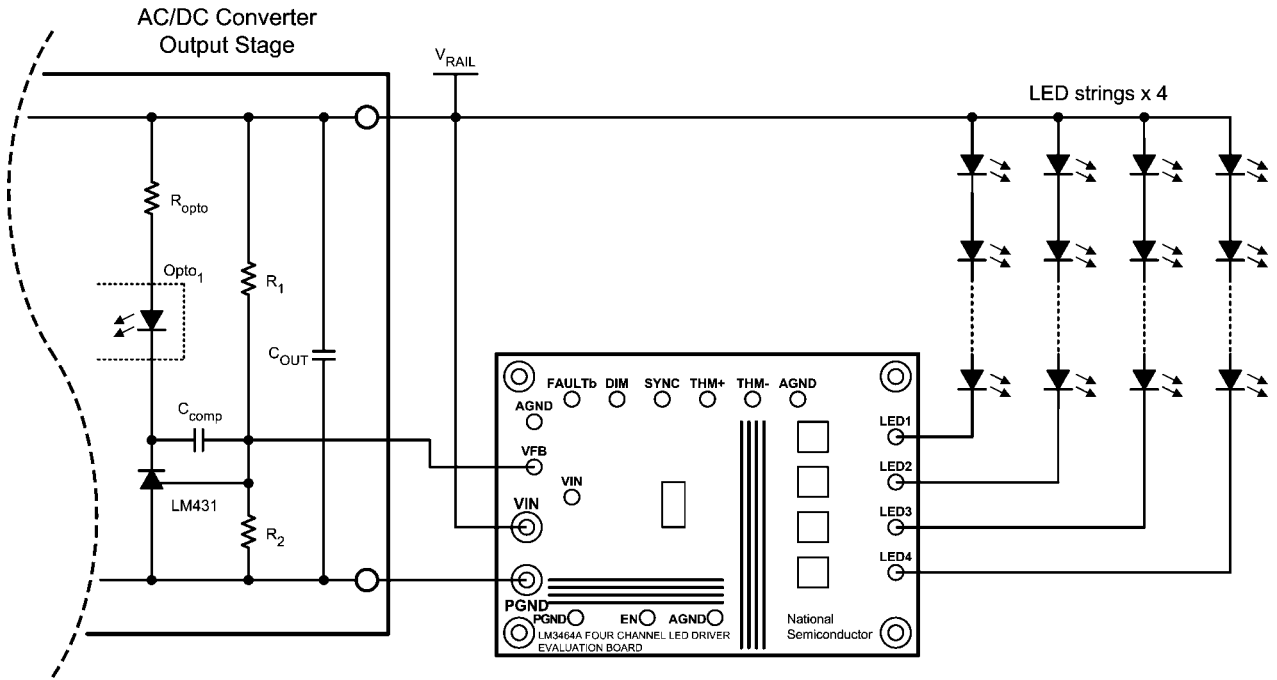 AC/DC Converter
Output Stage
VRAIL
LED strings x 4
Ropto
Opto1
R1
COUT
Ccomp
LM431
R2
FAULTb DIM SYNC THM+ THM- AGND
AGND
VFB
VIN
VIN
PGND
PGND EN AGND
LM3464A FOUR CHANNEL LED DRIVER
EVALUATION BOARD
National
Semiconductor
LED1
LED2
LED3
LED4